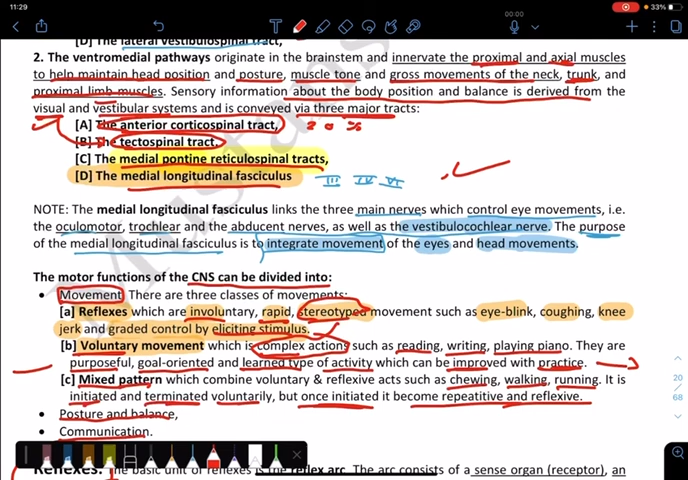 11:29
33%
00:00
[D] The lateral vestibulospinal tract,
2. The ventromedial pathways originate in the brainstem and innervate the proximal and axial muscles
to help maintain head position and posture, muscle tone and gross movements of the neck, trunk, and
proximal limb muscles. Sensory information about the body position and balance is derived from the
visual and vestibular systems and is conveyed via three major tracts:
[A] The anterior corticospinal tract,
[B] The tectospinal tract,
[C] The medial pontine reticulospinal tracts,
[D] The medial longitudinal fasciculus
III IV VI
NOTE: The medial longitudinal fasciculus links the three main nerves which control eye movements, i.e.
the oculomotor, trochlear and the abducent nerves, as well as the vestibulocochlear nerve. The purpose
of the medial longitudinal fasciculus is to integrate movement of the eyes and head movements.
The motor functions of the CNS can be divided into:
• Movement: There are three classes of movements:
[a] Reflexes which are involuntary, rapid, stereotyped movement such as eye-blink, coughing, knee
jerk and graded control by eliciting stimulus.
[b] Voluntary movement which is complex actions such as reading, writing, playing piano. They are
purposeful, goal-oriented and learned type of activity which can be improved with practice.
[c] Mixed pattern which combine voluntary & reflexive acts such as chewing, walking, running. It is
initiated and terminated voluntarily, but once initiated it become repeatitive and reflexive.
• Posture and balance,
• Communication.
20
68
Reflexes: The basic unit of reflexes is the reflex arc. The arc consists of a sense organ (receptor), an